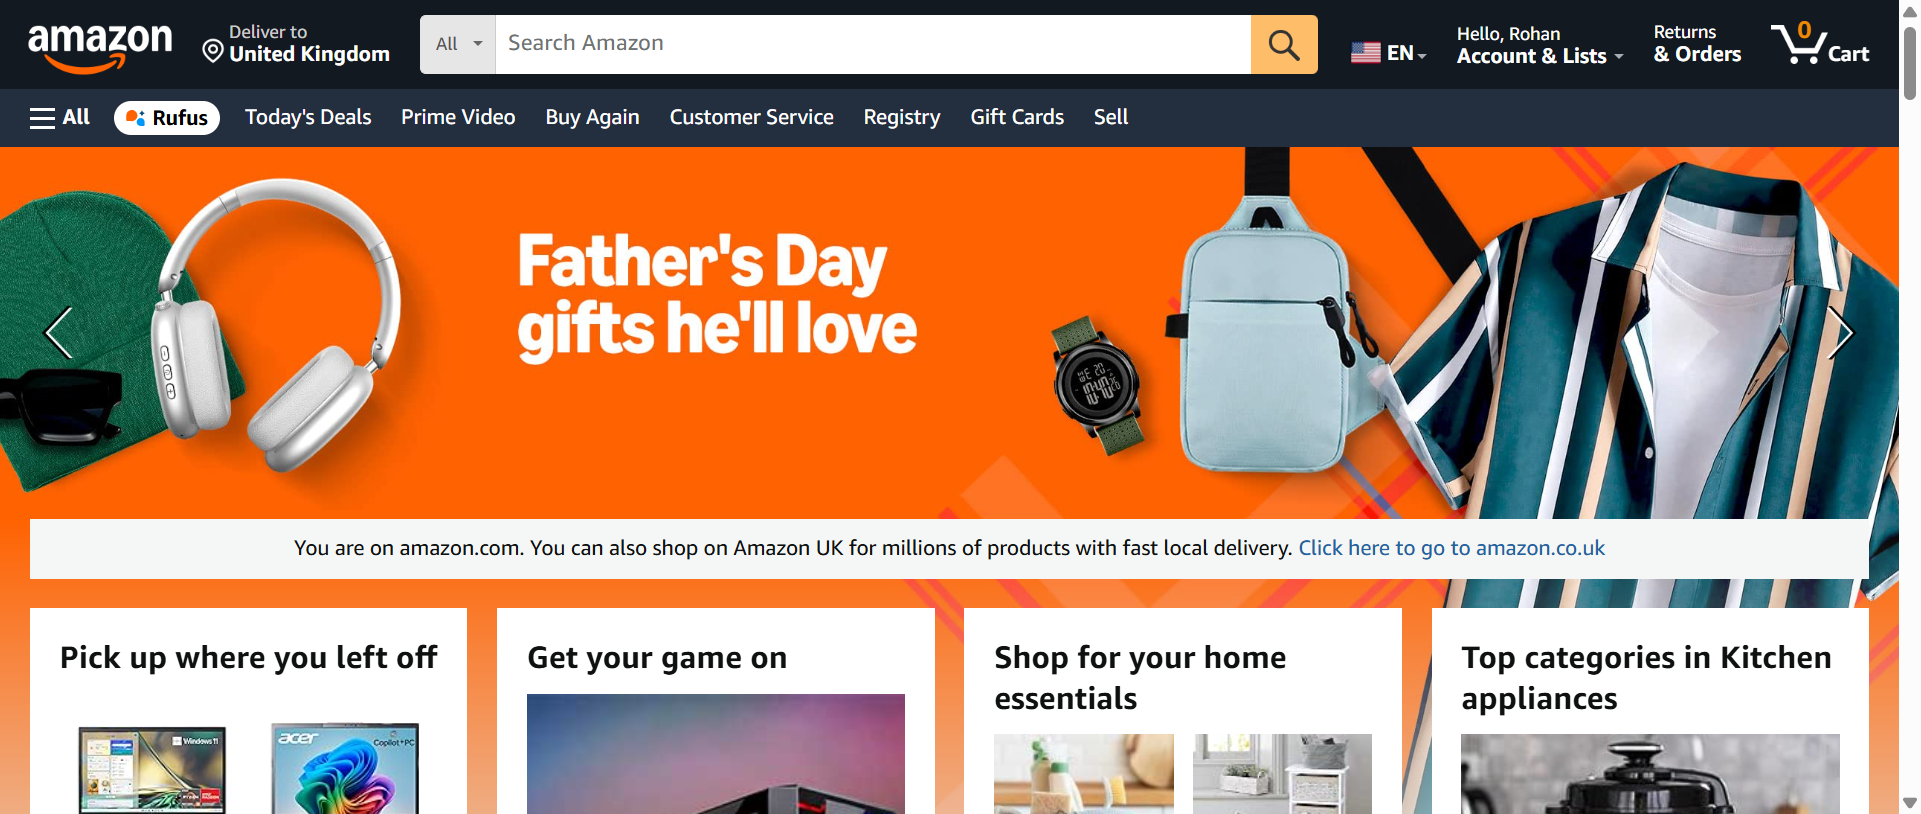 amazon
Deliver to
United Kingdom
All
Search Amazon
EN
Hello, Rohan
Account & Lists
Returns
& Orders
0
Cart
All
Rufus
Today's Deals
Prime Video
Buy Again
Customer Service
Registry
Gift Cards
Sell
Father's Day
gifts he'll love
WE 20
10:40
You are on amazon.com. You can also shop on Amazon UK for millions of products with fast local delivery. Click here to go to amazon.co.uk
Pick up where you left off
Get your game on
Shop for your home
essentials
Top categories in Kitchen
appliances
Windows 11
acer
Copilot+PC